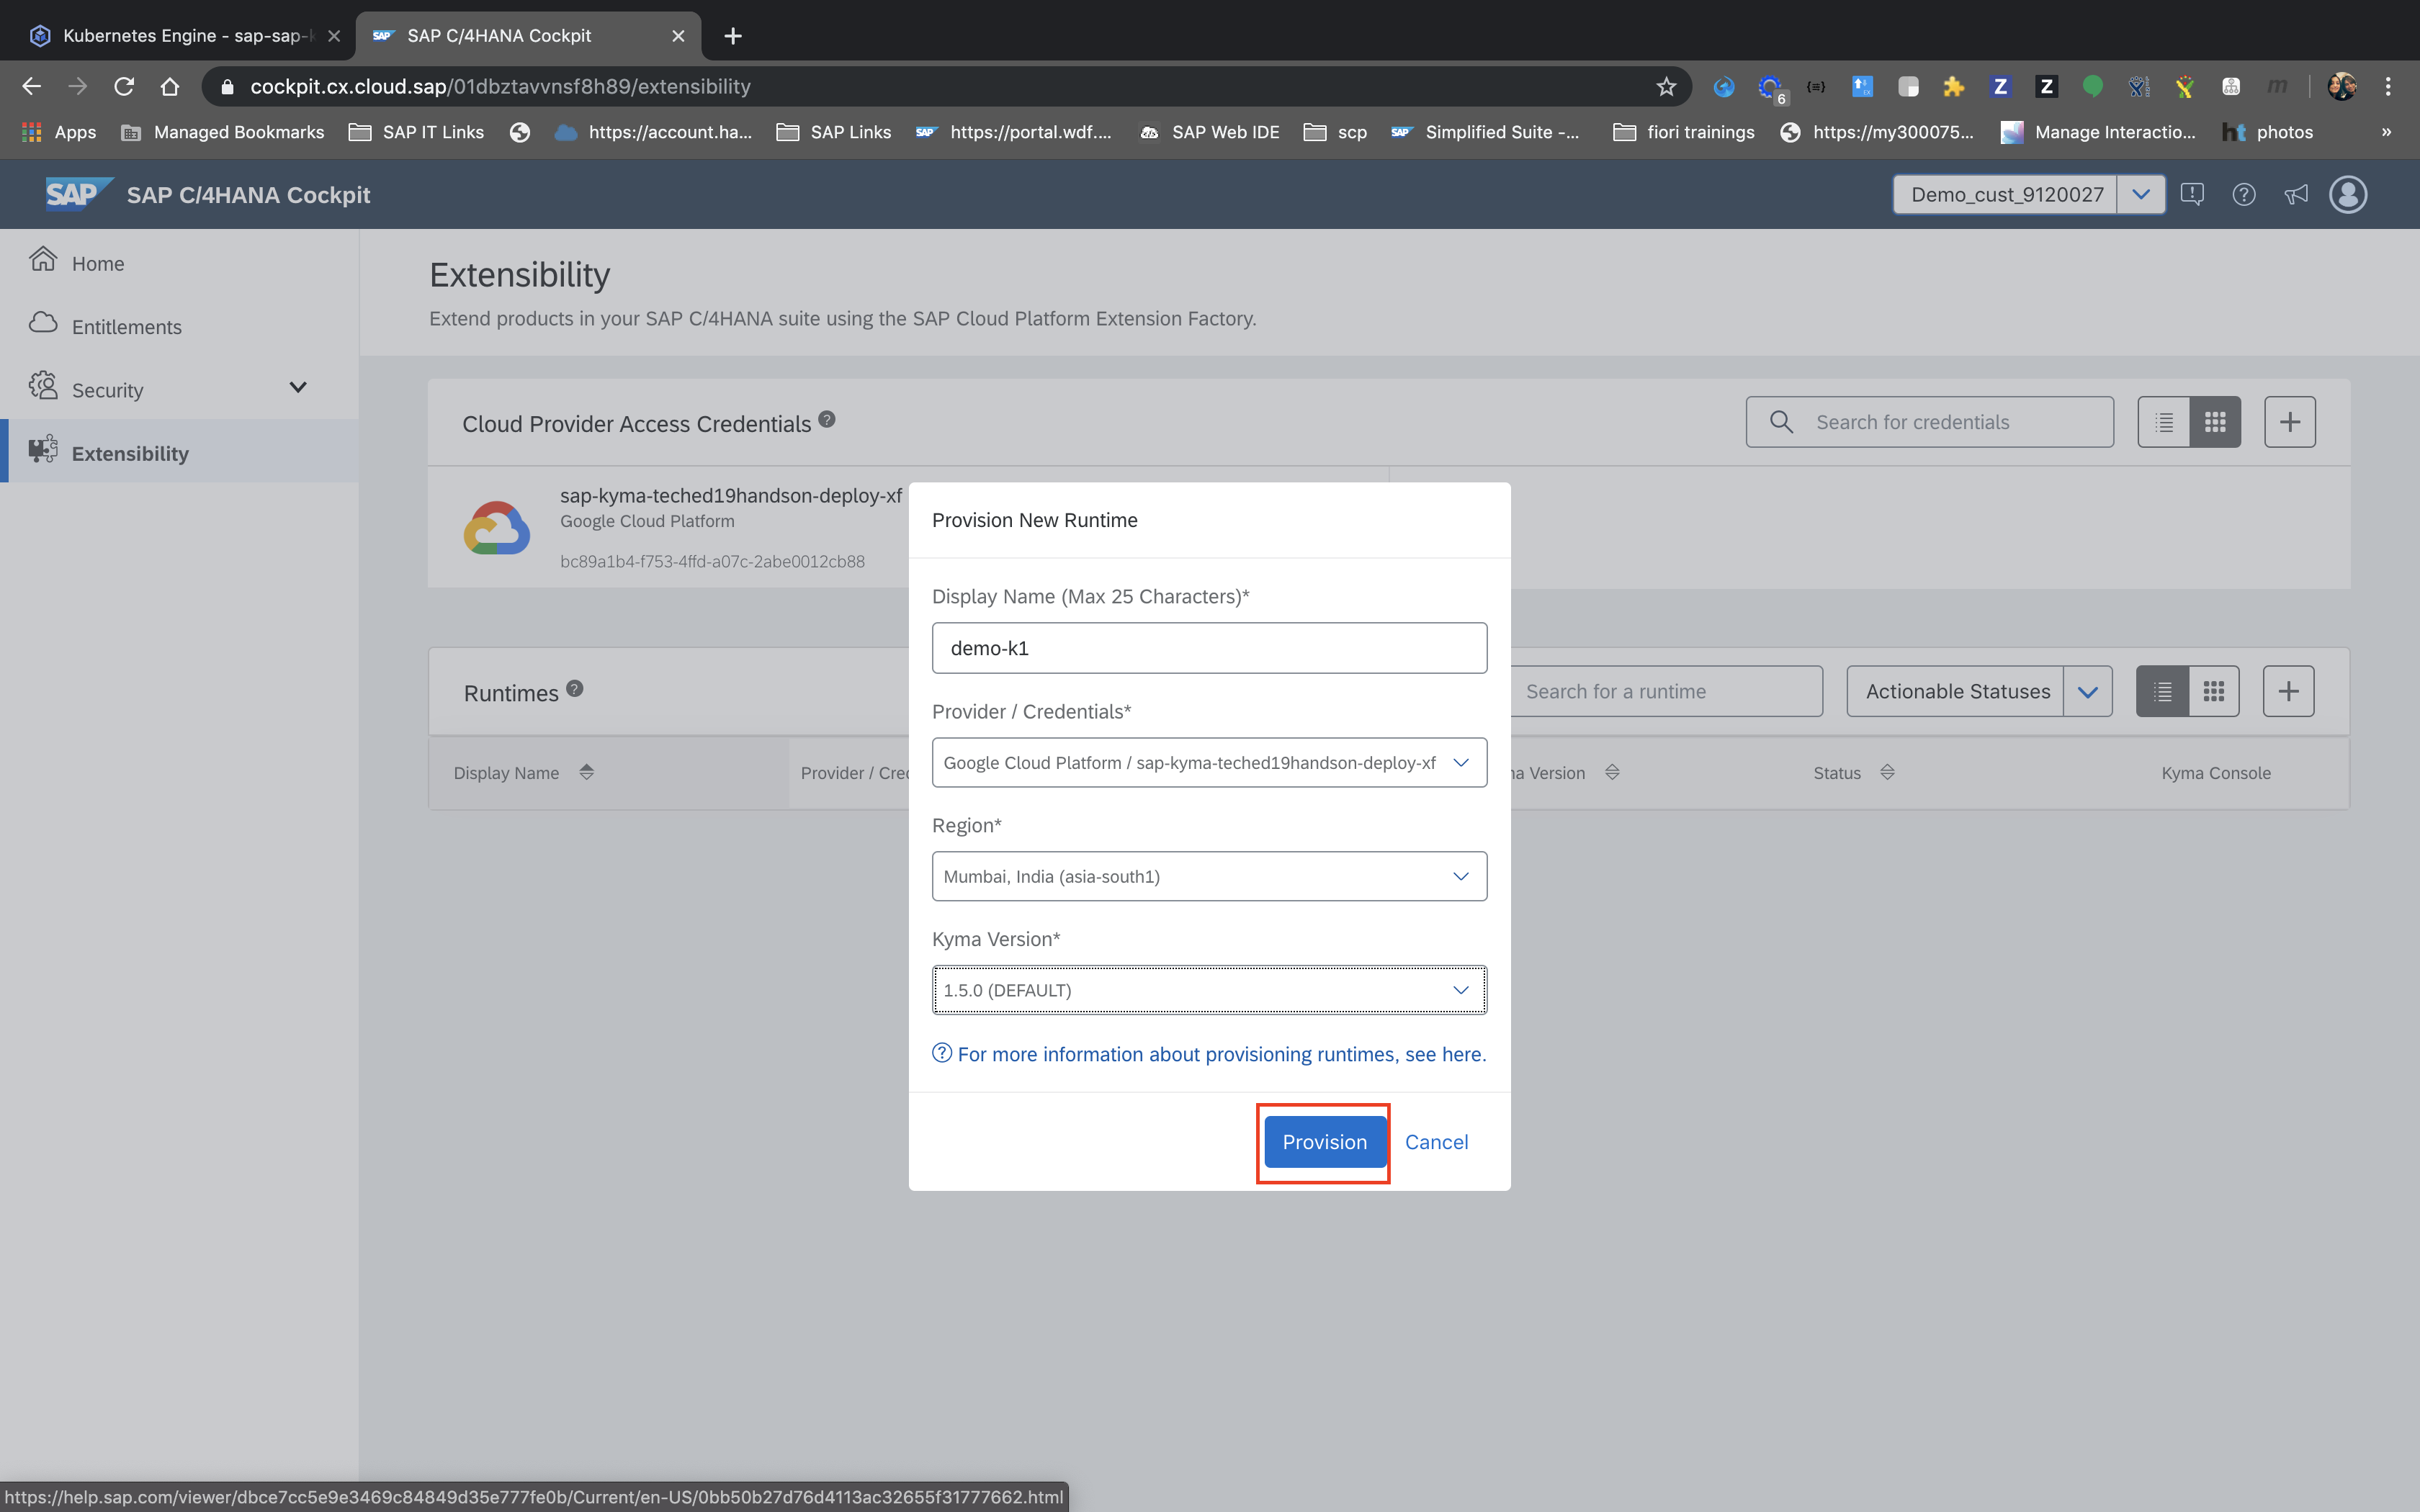 Kubernetes Engine - sap-sap-k
SAP C/4HANA Cockpit
cockpit.cx.cloud.sap/01dbztavvnsf8h89/extensibility
6
Apps
Managed Bookmarks
SAP IT Links
https://account.ha...
SAP Links
https://portal.wdf....
SAP Web IDE
scp
Simplified Suite -...
fiori trainings
https://my300075...
Manage Interactio...
photos
SAP
SAP C/4HANA Cockpit
Demo_cust_9120027
Home
Entitlements
Security
Extensibility
Extensibility
Extend products in your SAP C/4HANA suite using the SAP Cloud Platform Extension Factory.
Cloud Provider Access Credentials
Search for credentials
sap-kyma-teched19handson-deploy-xf
Google Cloud Platform
bc89a1b4-f753-4ffd-a07c-2abe0012cb88
Runtimes
Search for a runtime
Actionable Statuses
Display Name
Provider / Cred
na Version
Status
Kyma Console
Provision New Runtime
Display Name (Max 25 Characters)*
demo-k1
Provider / Credentials*
Google Cloud Platform / sap-kyma-teched19handson-deploy-xf
Region*
Mumbai, India (asia-south1)
Kyma Version*
1.5.0 (DEFAULT)
For more information about provisioning runtimes, see here.
Provision
Cancel
https://help.sap.com/viewer/dbce7cc5e9e3469c84849d35e777fe0b/Current/en-US/0bb50b27d76d4113ac32655f31777662.html